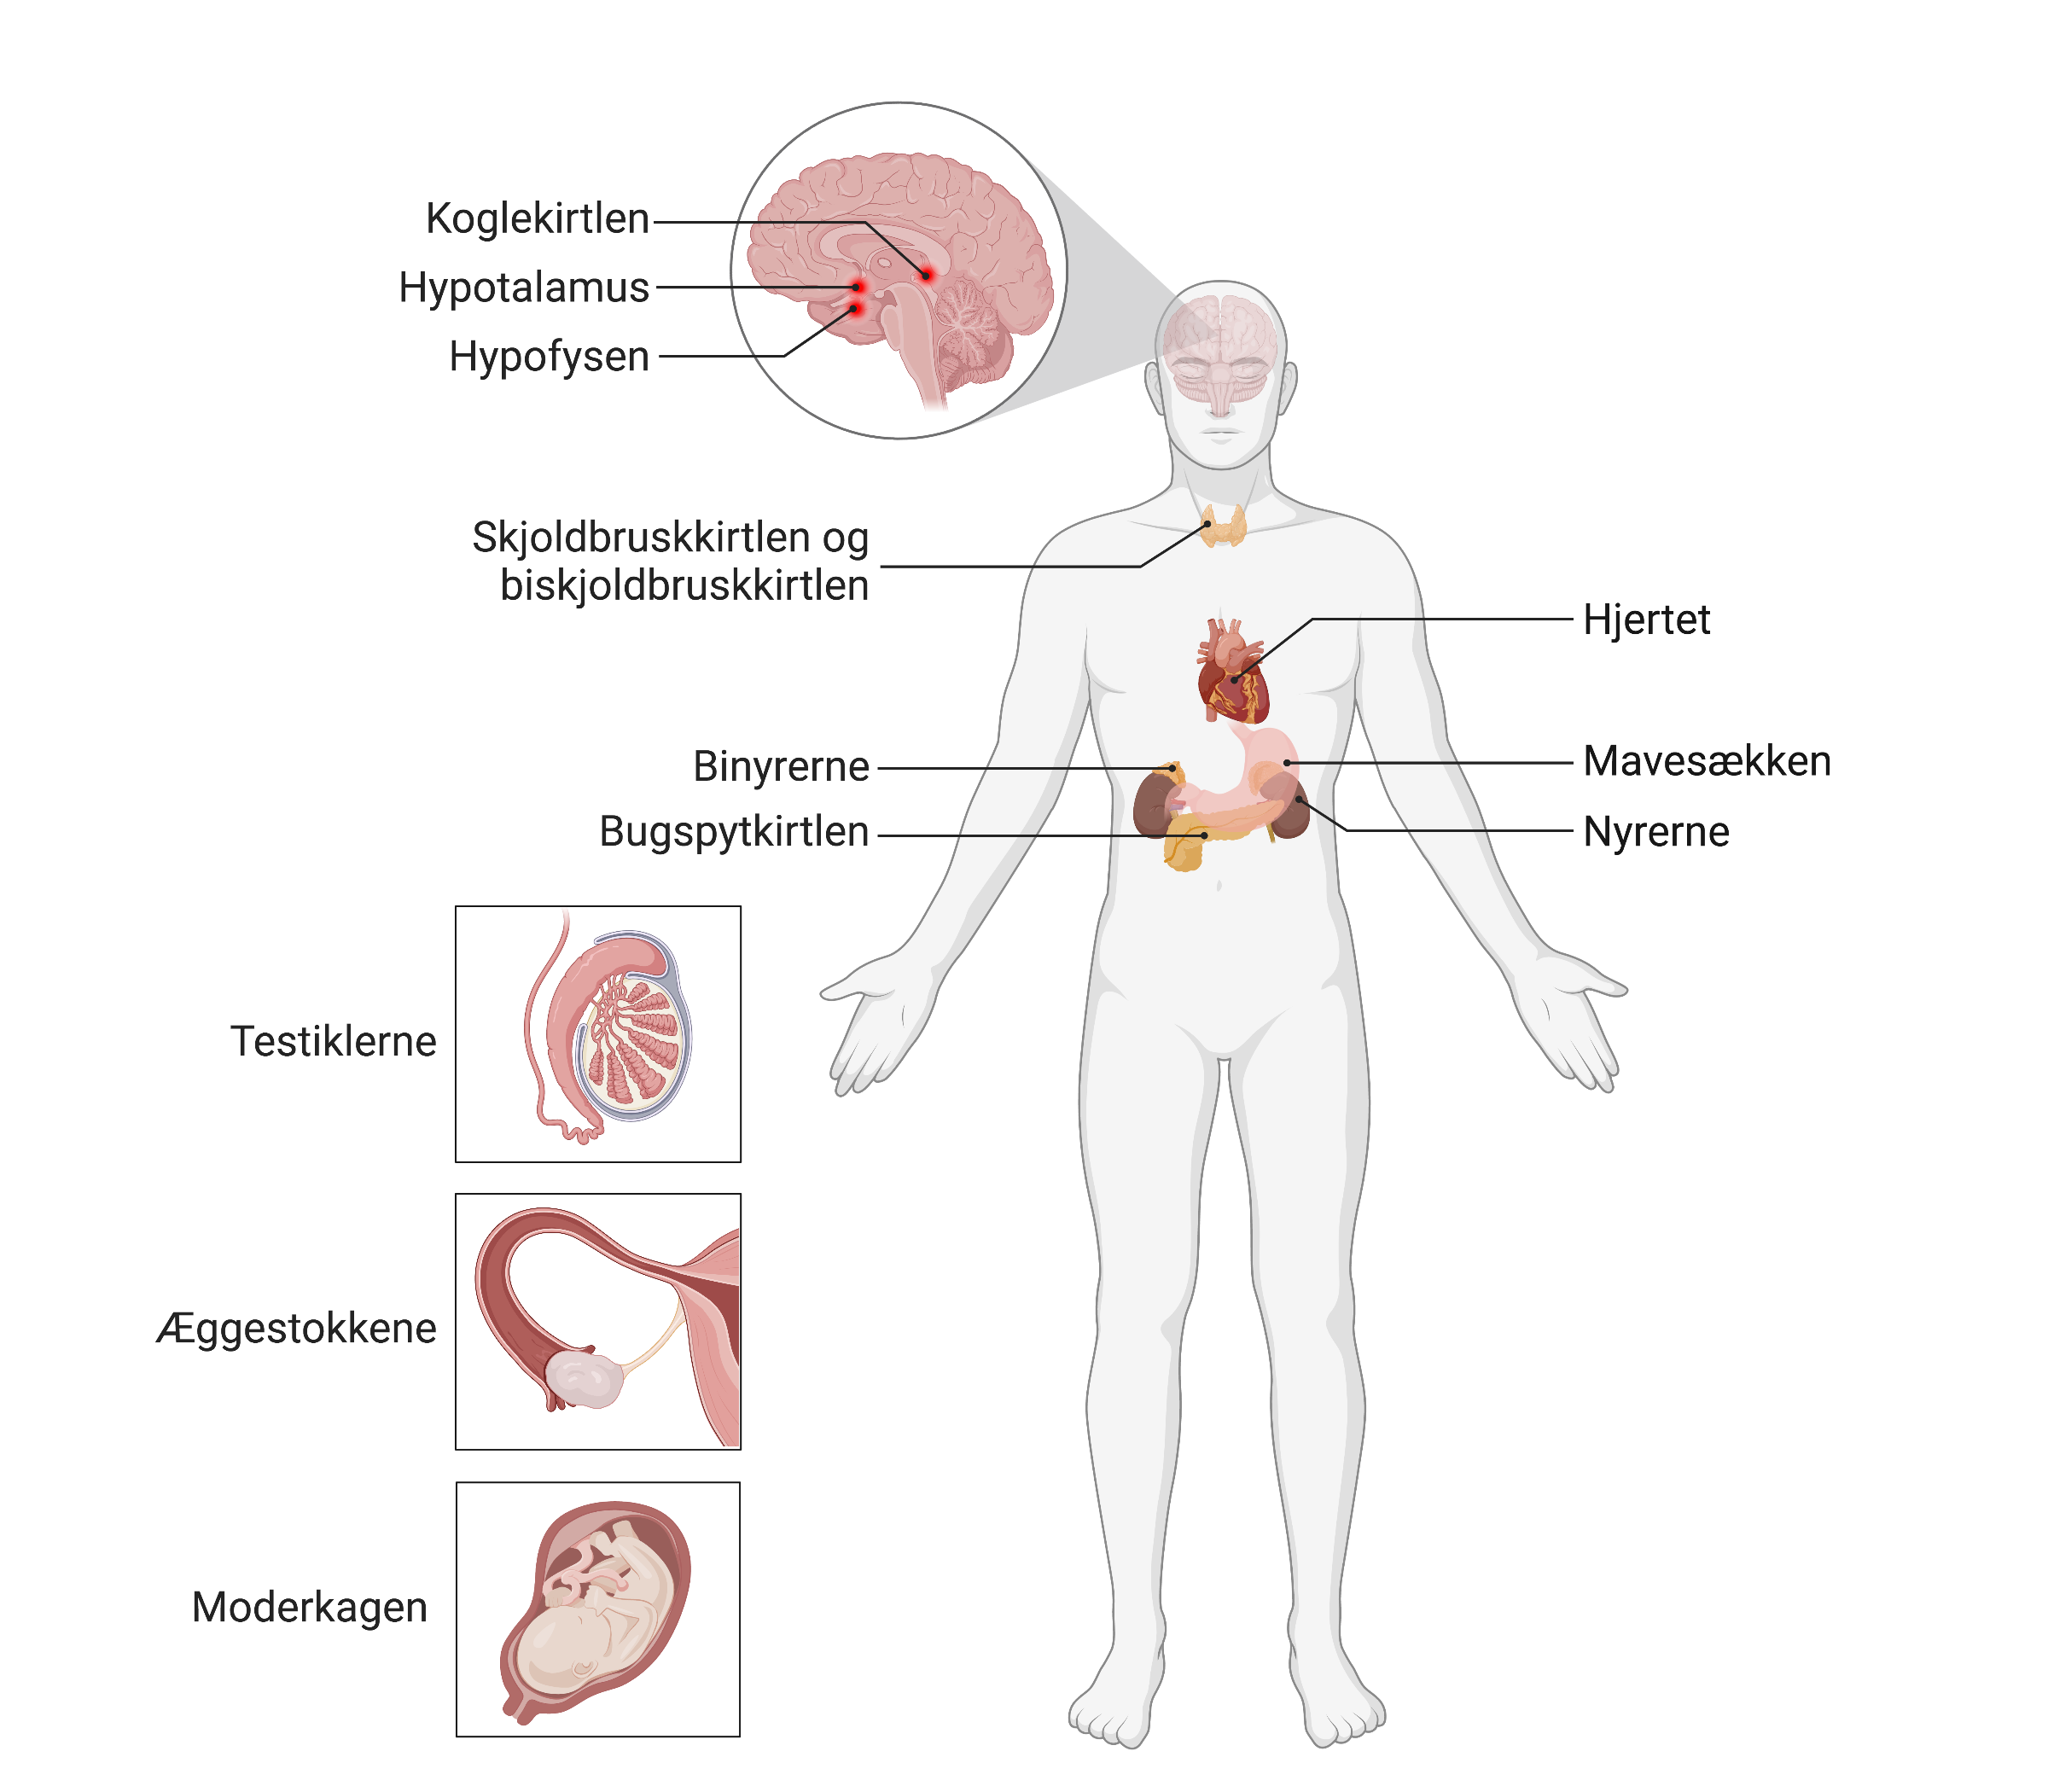 Koglekirtlen
Hypotalamus
Hypofysen
Skjoldbruskkirtlen og
biskjoldbruskkirtlen
Hjertet
Binyrerne
Mavesækken
Bugspytkirtlen
Nyrerne
Testiklerne
Æggestokkene
Moderkagen